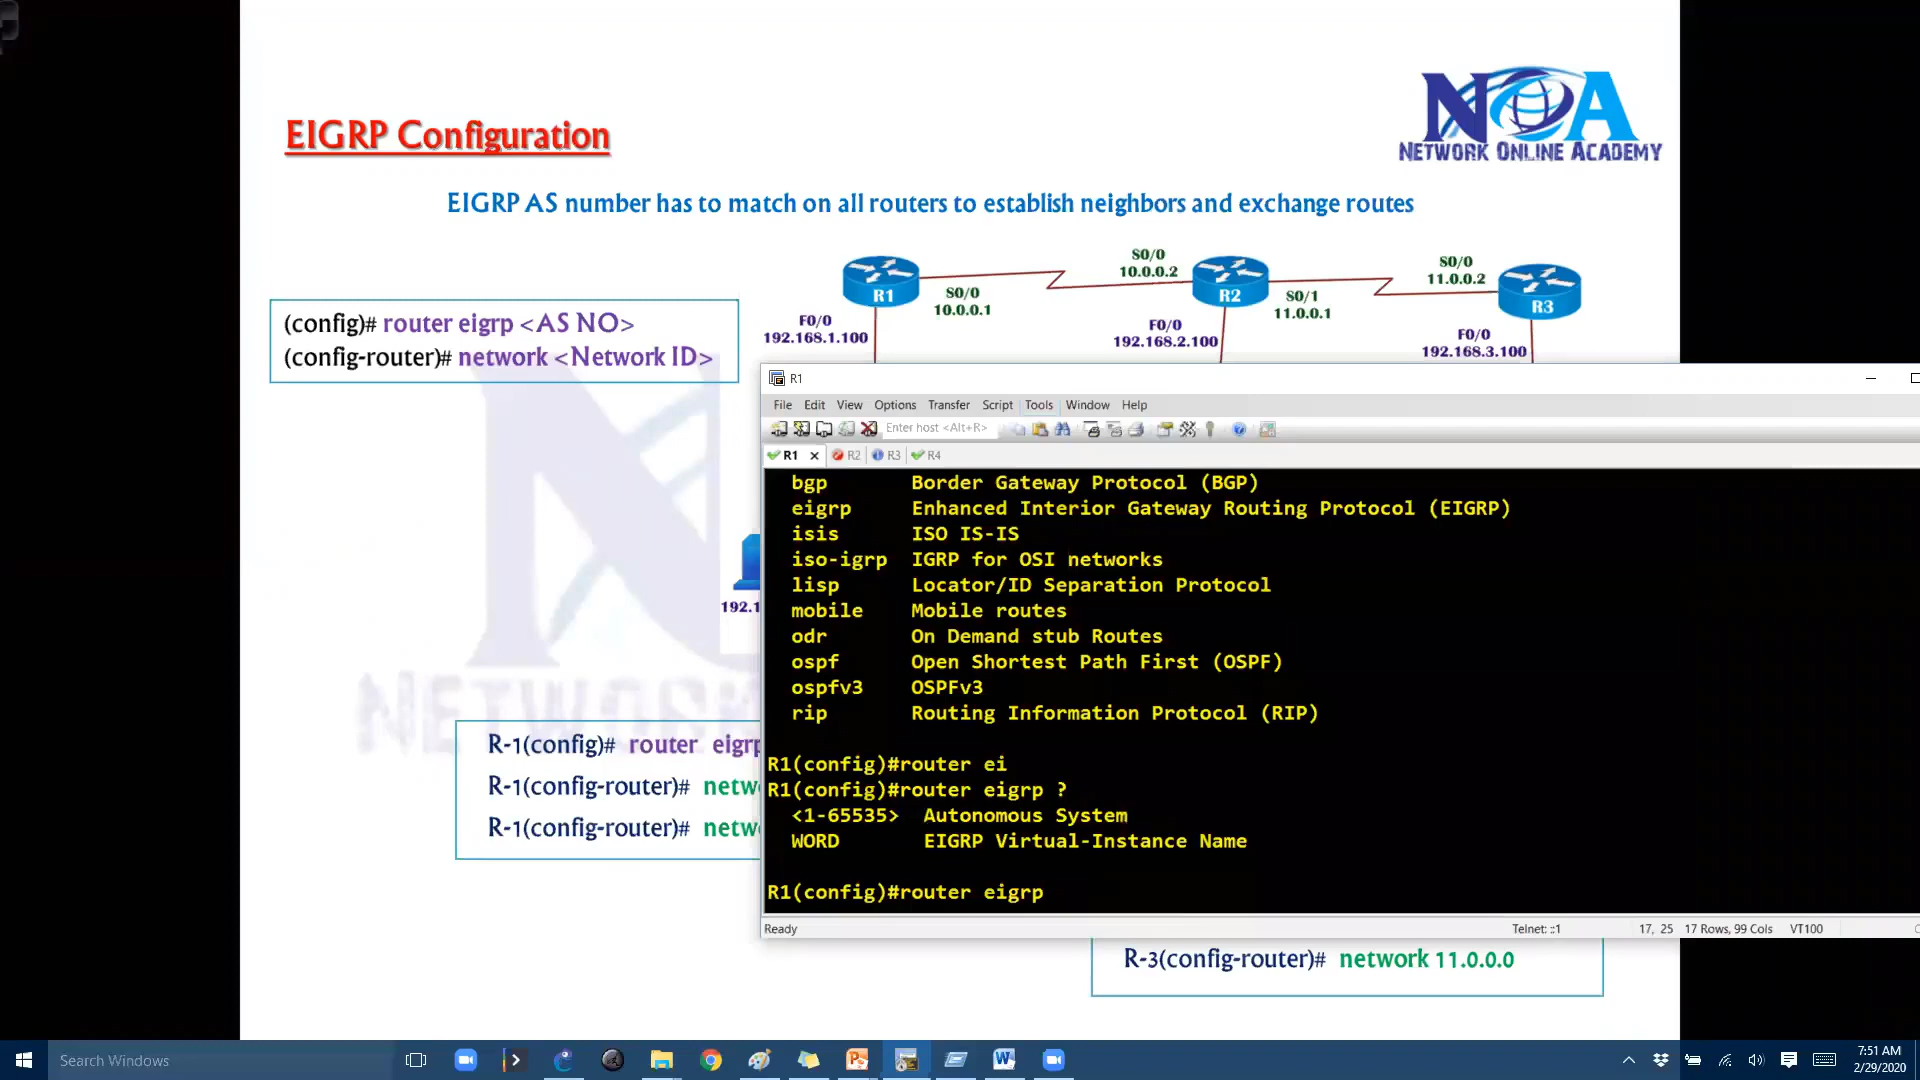 EIGRP Configuration
NOA
NETWORK ONLINE ACADEMY
EIGRP AS number has to match on all routers to establish neighbors and exchange routes
(config)# router eigrp <AS NO>
(config-router)# network <Network ID>
R1
S0/0
10.0.0.1
S0/0
10.0.0.2
R2
S0/1
11.0.0.1
S0/0
11.0.0.2
R3
F0/0
192.168.1.100
F0/0
192.168.2.100
F0/0
192.168.3.100
192.1
NETWORK
R-1(config)# router eigrp
R-1(config-router)# netw
R-1(config-router)# netw
R1
File Edit View Options Transfer Script Tools Window Help
Enter host <Alt+R>
R1 R2 R3 R4
bgp Border Gateway Protocol (BGP)
eigrp Enhanced Interior Gateway Routing Protocol (EIGRP)
isis ISO IS-IS
iso-igrp IGRP for OSI networks
lisp Locator/ID Separation Protocol
mobile Mobile routes
odr On Demand stub Routes
ospf Open Shortest Path First (OSPF)
ospfv3 OSPFv3
rip Routing Information Protocol (RIP)
R1(config)#router ei
R1(config)#router eigrp ?
<1-65535> Autonomous System
WORD EIGRP Virtual-Instance Name
R1(config)#router eigrp
Ready Telnet: ::1 17, 25 17 Rows, 99 Cols VT100
R-3(config-router)# network 11.0.0.0
Search Windows
7:51 AM
2/29/2020